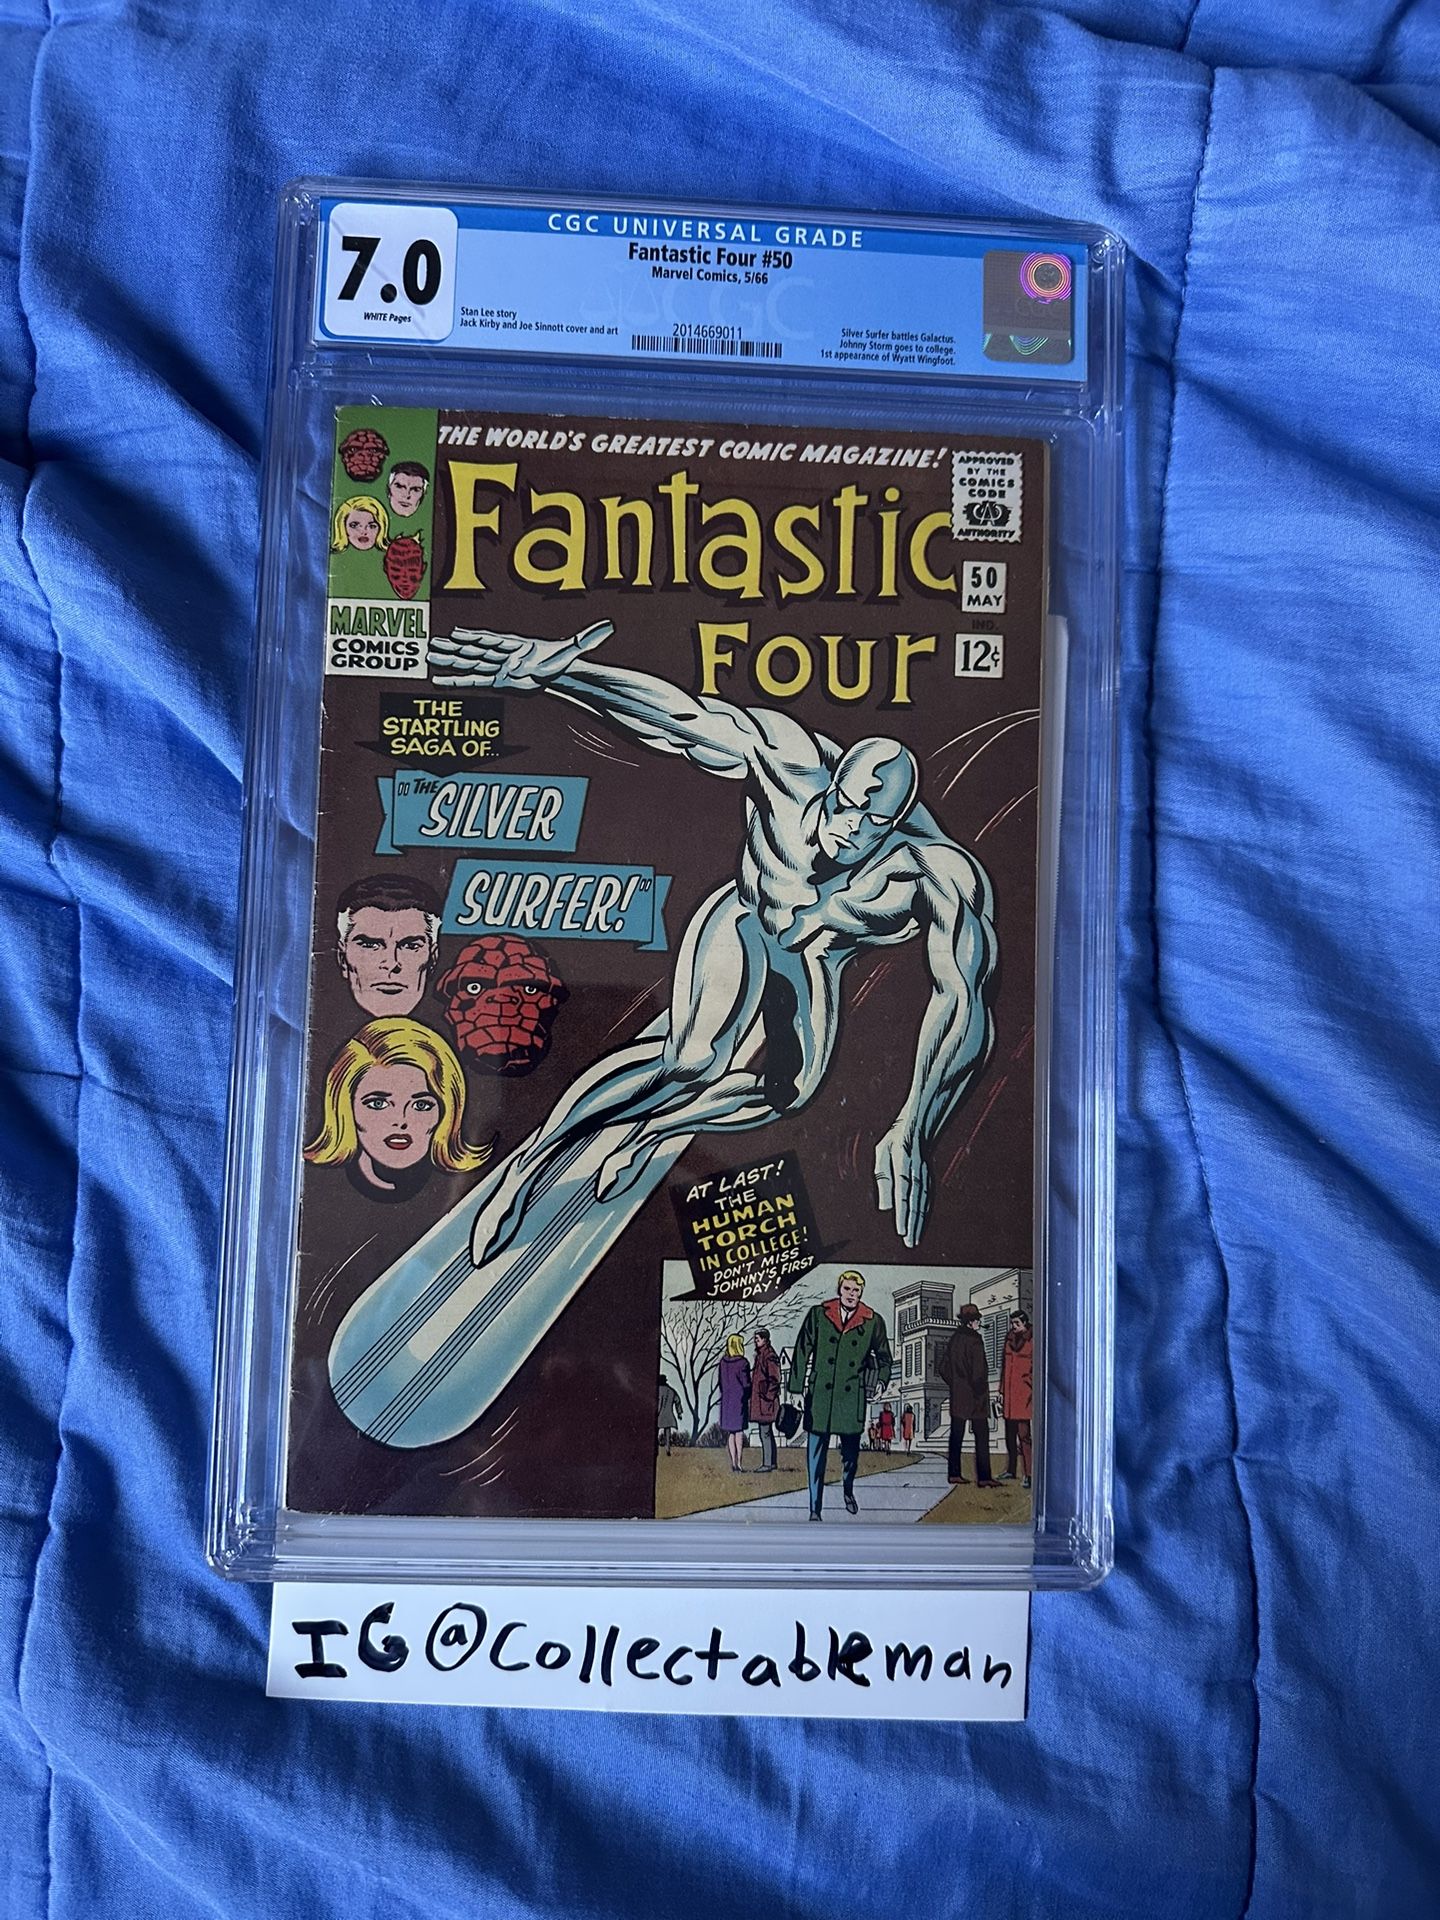 CGC UNIVERSAL GRADE
7.0
WHITE Pages
Fantastic Four #50
Marvel Comics, 5/66
Stan Lee story
Jack Kirby and Joe Sinnott cover and art
2014669011
Silver Surfer battles Galactus.
Johnny Storm goes to college.
1st appearance of Wyatt Wingfoot.
CGC
THE WORLD'S GREATEST COMIC MAGAZINE!
Fantastic
Four
APPROVED
BY THE
COMICS
CODE
CA
AUTHORITY
50
MAY
IND.
12¢
MARVEL
COMICS
GROUP
THE
STARTLING
SAGA OF...
"THE
SILVER
SURFER!"
AT LAST!
THE
HUMAN
TORCH
IN COLLEGE!
DON'T MISS
JOHNNY'S FIRST
DAY!
IG @collectableman